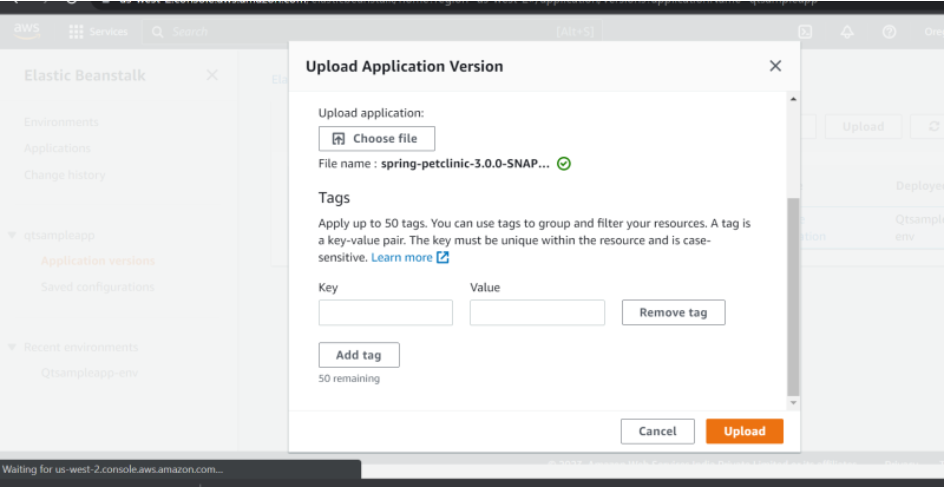 aws
Services
Search
[Alt+S]
Elastic Beanstalk
Environments
Applications
Change history
qtsampleapp
Application versions
Saved configurations
Recent environments
Qtsampleapp-env
Upload
Deployed
Qtsample
env
Upload Application Version
Upload application:
Choose file
File name : spring-petclinic-3.0.0-SNAP...
Tags
Apply up to 50 tags. You can use tags to group and filter your resources. A tag is
a key-value pair. The key must be unique within the resource and is case-
sensitive. Learn more
Key Value
Remove tag
Add tag
50 remaining
Cancel Upload
Waiting for us-west-2.console.aws.amazon.com...